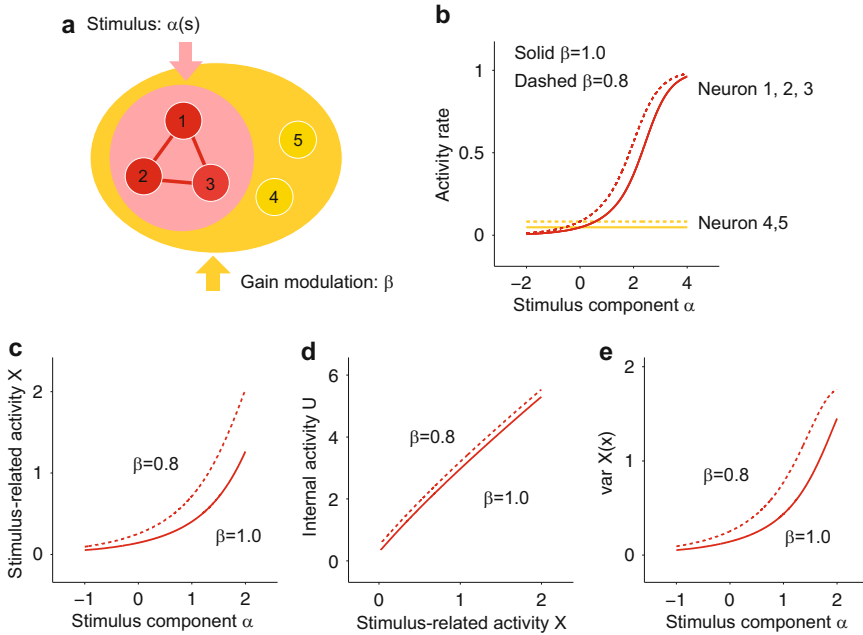 a
Stimulus: α(s)
1
2
3
4
5
Gain modulation: β
b
Solid β=1.0
Dashed β=0.8
Neuron 1, 2, 3
Neuron 4,5
Activity rate
1
0.5
0
−2
0
2
4
Stimulus component α
c
Stimulus-related activity X
2
1
0
β=0.8
β=1.0
−1
0
1
2
Stimulus component α
d
Internal activity U
6
4
2
0
β=0.8
β=1.0
0
1
2
Stimulus-related activity X
e
var X(x)
2
1
0
β=0.8
β=1.0
−1
0
1
2
Stimulus component α